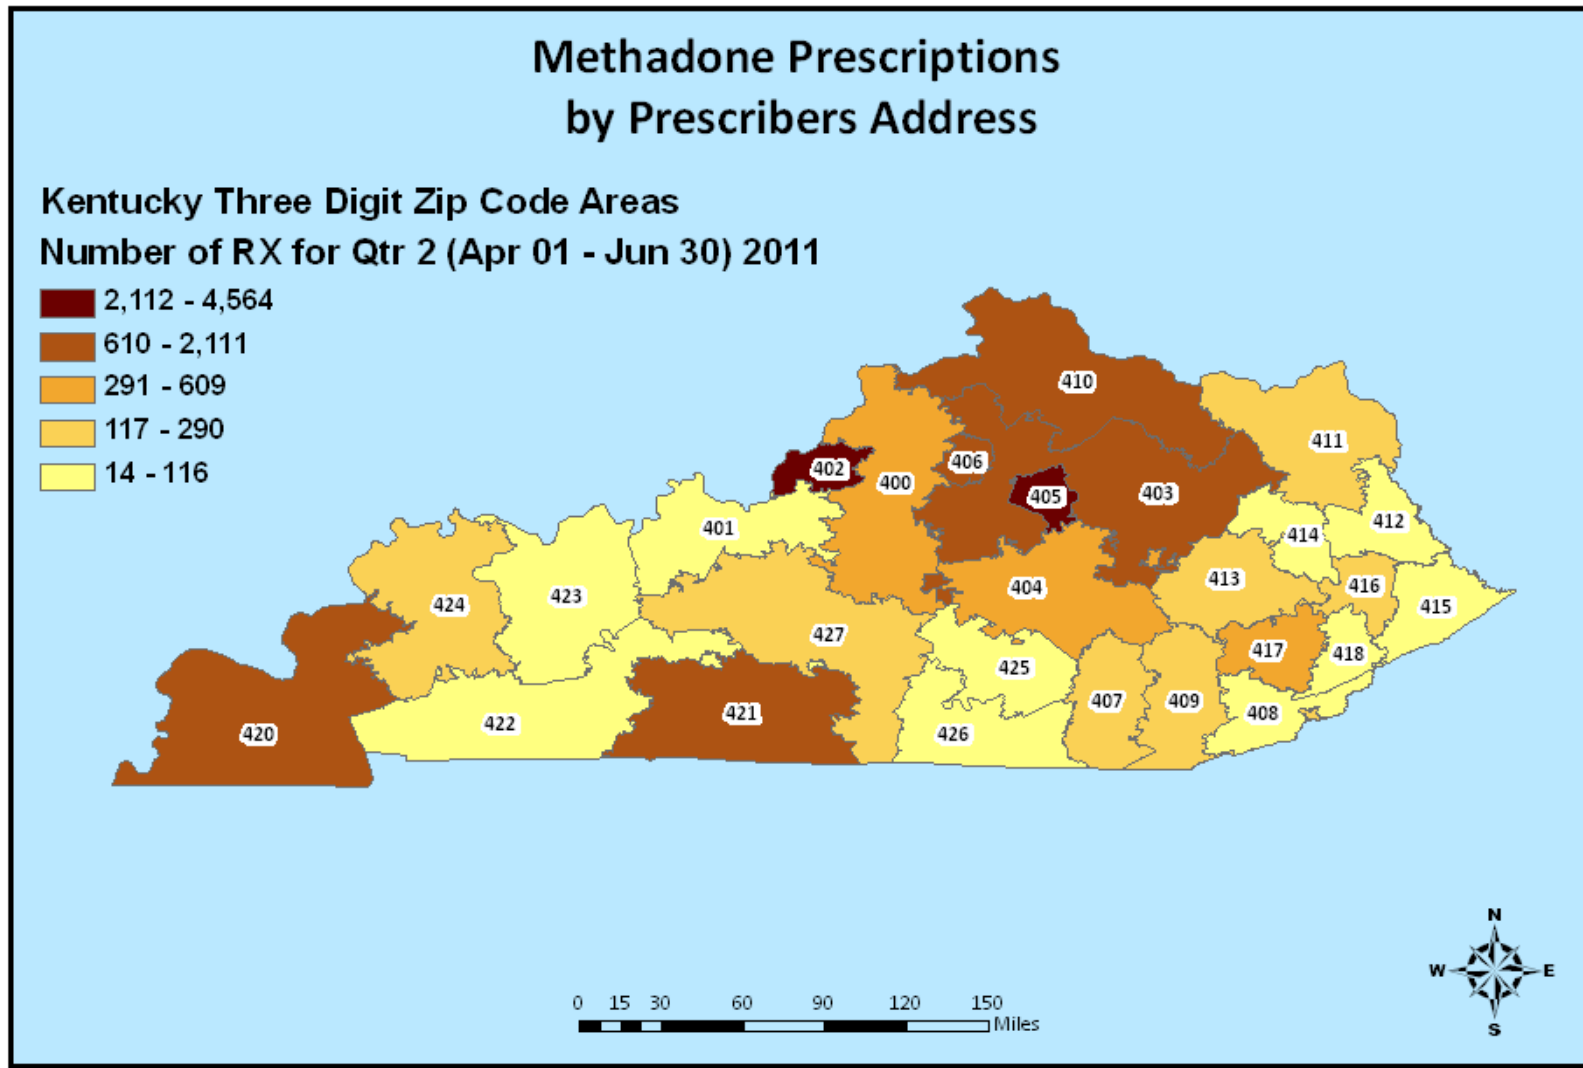 Methadone Prescriptions
by Prescribers Address
Kentucky Three Digit Zip Code Areas
Number of RX for Qtr 2 (Apr 01 - Jun 30) 2011
2,112 - 4,564
610 - 2,111
291 - 609
117 - 290
14 - 116
410
411
402
406
400
403
405
401
412
414
413
404
416
423
424
415
427
417
418
425
407
409
408
421
422
420
426
N
W E
S
0 15 30 60 90 120 150
Miles